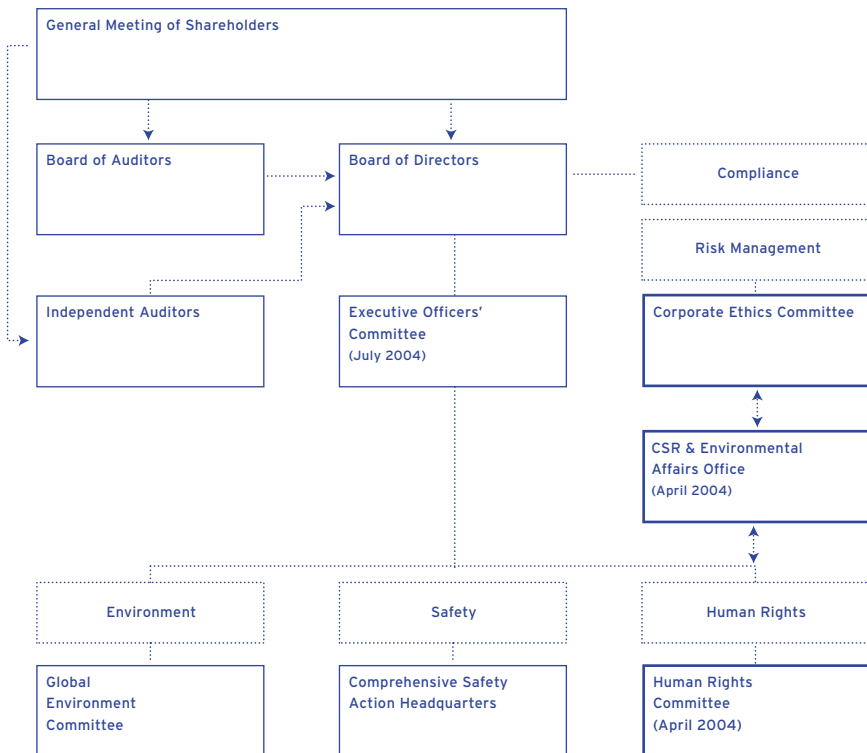 General Meeting of Shareholders
Board of Auditors
Board of Directors
Compliance
Risk Management
Independent Auditors
Executive Officers'
Committee
(July 2004)
Corporate Ethics Committee
CSR & Environmental
Affairs Office
(April 2004)
Environment
Safety
Human Rights
Global
Environment
Committee
Comprehensive Safety
Action Headquarters
Human Rights
Committee
(April 2004)